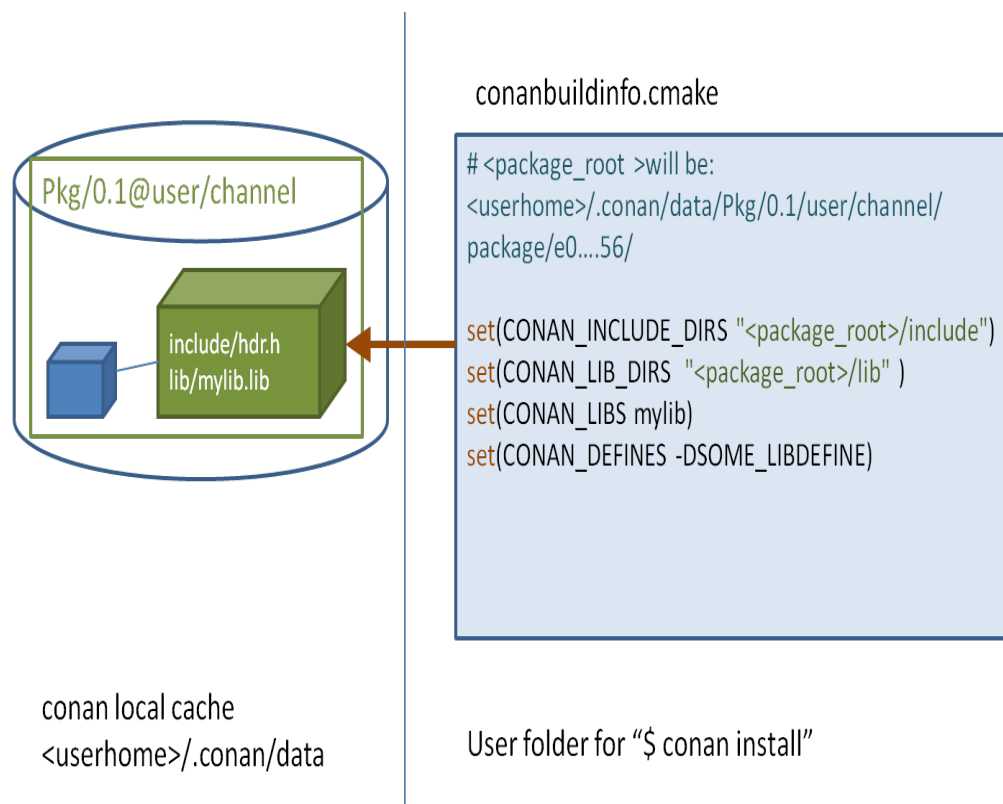 conanbuildinfo.cmake
Pkg/0.1@user/channel
include/hdr.h
lib/mylib.lib
# <package_root >will be:
<userhome>/.conan/data/Pkg/0.1/user/channel/
package/e0....56/
set(CONAN_INCLUDE_DIRS "<package_root>/include")
set(CONAN_LIB_DIRS "<package_root>/lib" )
set(CONAN_LIBS mylib)
set(CONAN_DEFINES -DSOME_LIBDEFINE)
conan local cache
<userhome>/.conan/data
User folder for “$ conan install”